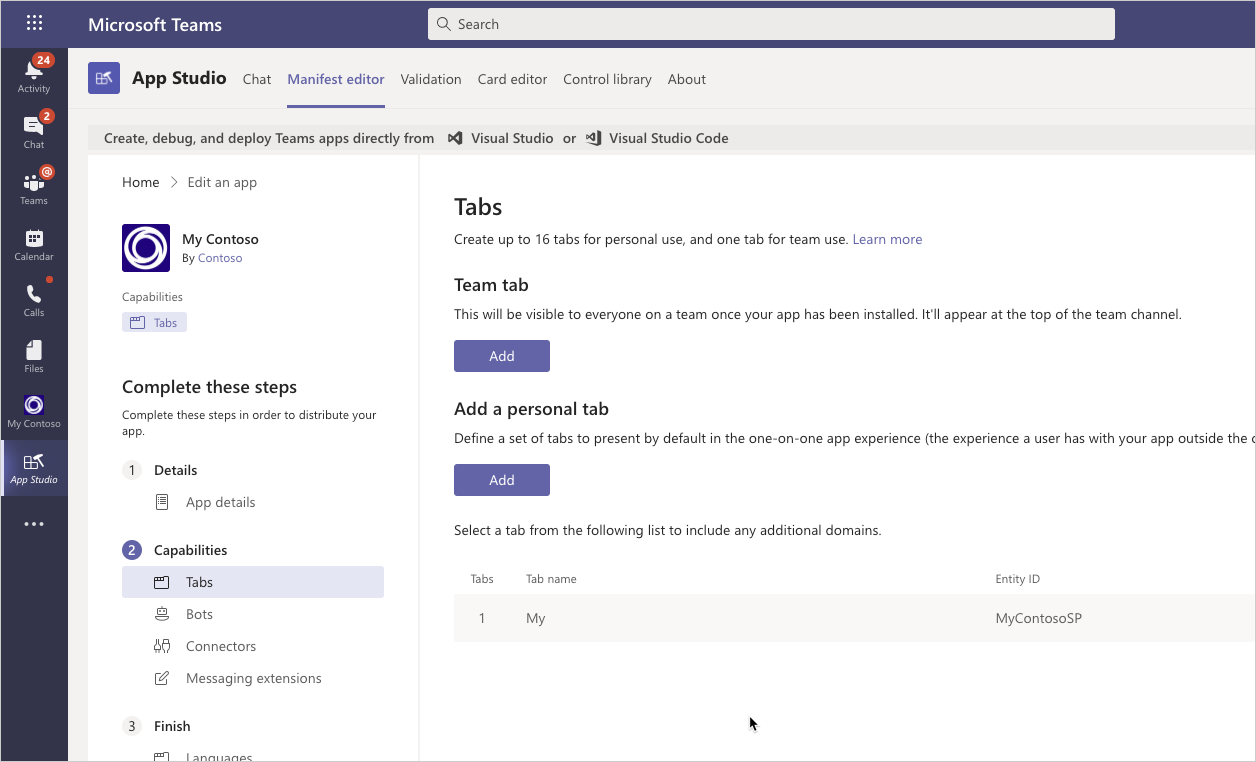 Microsoft Teams
Search
24
Activity
2
Chat
@
Teams
Calendar
Calls
Files
My Contoso
App Studio
App Studio Chat Manifest editor Validation Card editor Control library About
Create, debug, and deploy Teams apps directly from Visual Studio or Visual Studio Code
Home > Edit an app
My Contoso
By Contoso
Capabilities
Tabs
Complete these steps
Complete these steps in order to distribute your
app.
1 Details
App details
2 Capabilities
Tabs
Bots
Connectors
Messaging extensions
3 Finish
Languages
Tabs
Create up to 16 tabs for personal use, and one tab for team use. Learn more
Team tab
This will be visible to everyone on a team once your app has been installed. It'll appear at the top of the team channel.
Add
Add a personal tab
Define a set of tabs to present by default in the one-on-one app experience (the experience a user has with your app outside the
Add
Select a tab from the following list to include any additional domains.
Tabs Tab name Entity ID
1 My MyContosoSP